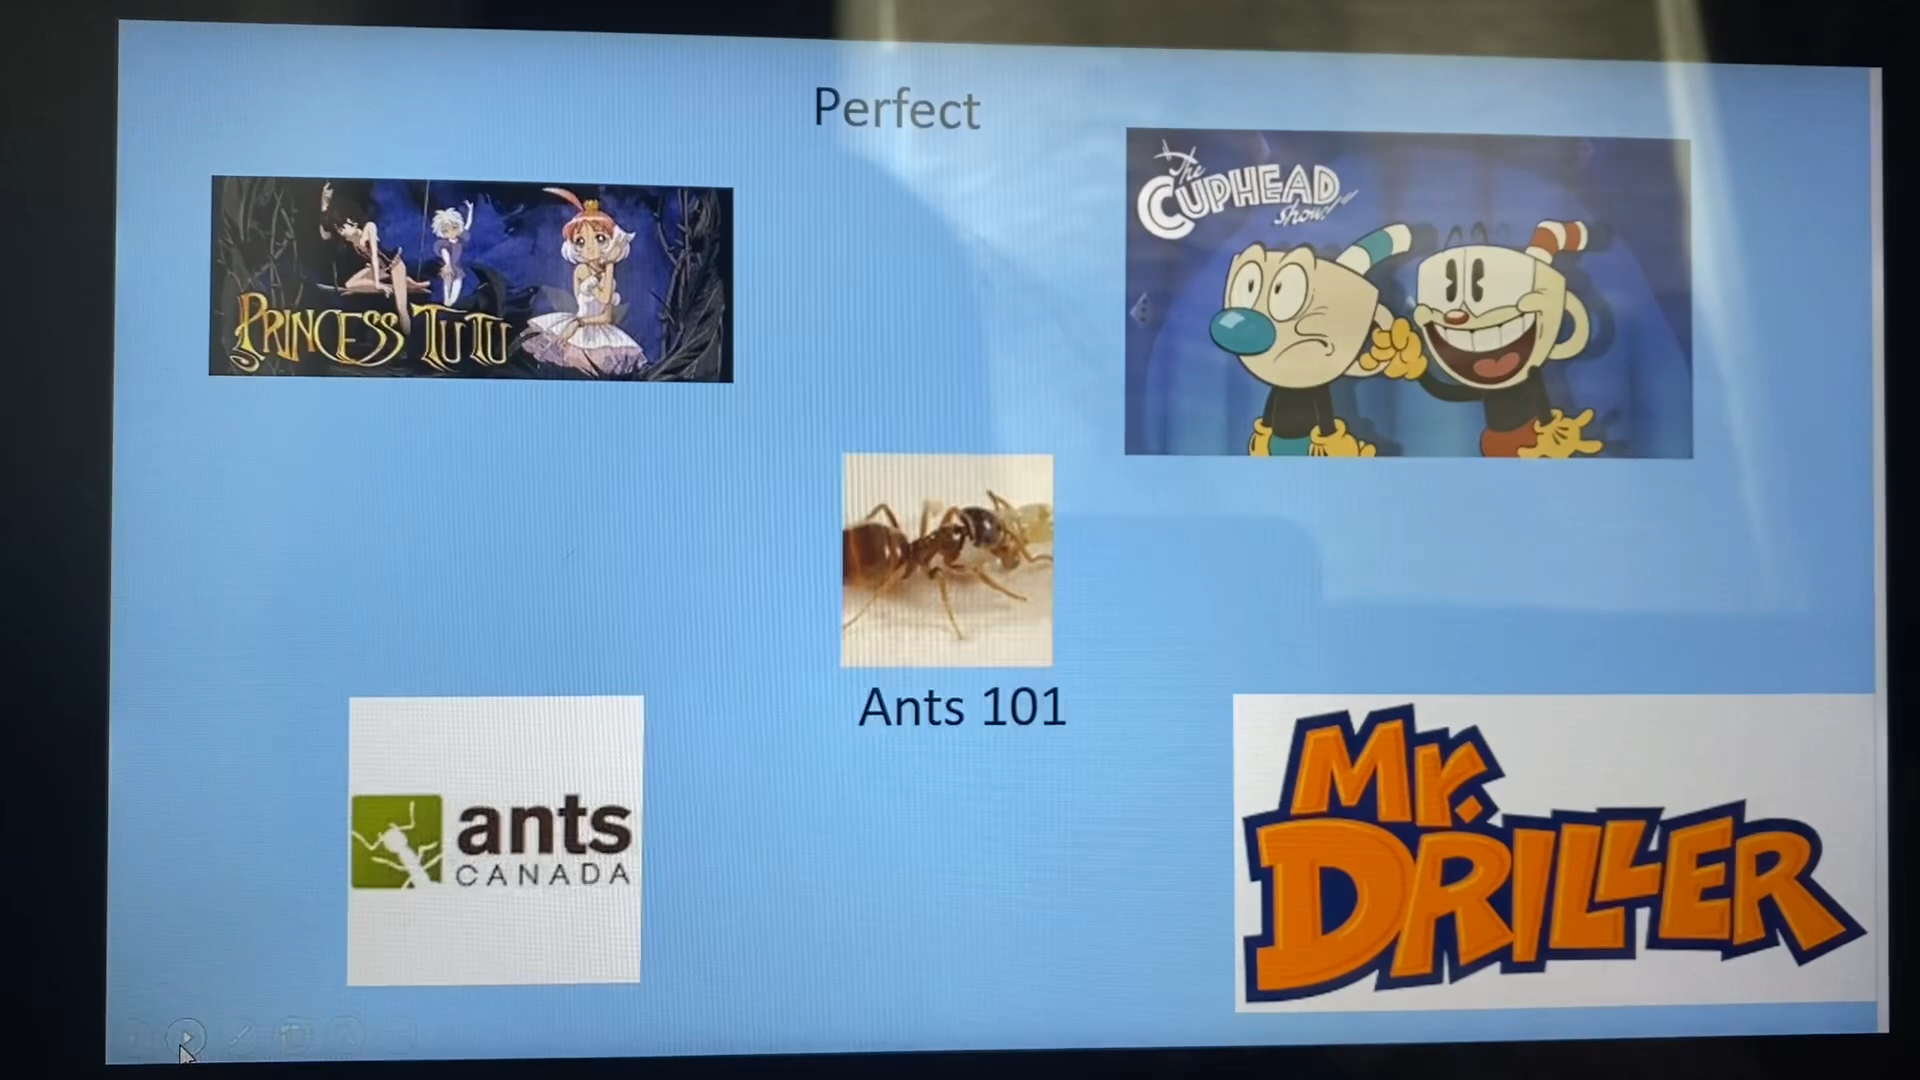 Perfect
PRINCESS TUTU
The
CUPHEAD
Show!
Ants 101
ants
CANADA
Mr.
DRILLER